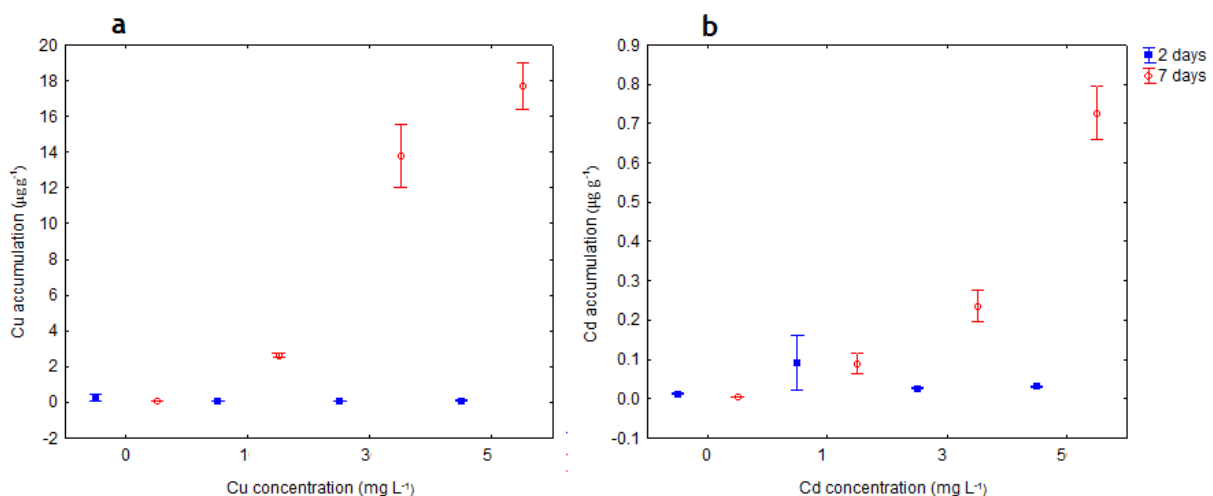 a
20
18
16
14
12
10
8
6
4
2
0
-2
Cu accumulation (μg g⁻¹)
0 1 3 5
Cu concentration (mg L⁻¹)
b
0.9
0.8
0.7
0.6
0.5
0.4
0.3
0.2
0.1
0.0
-0.1
Cd accumulation (μg g⁻¹)
0 1 3 5
Cd concentration (mg L⁻¹)
2 days
7 days